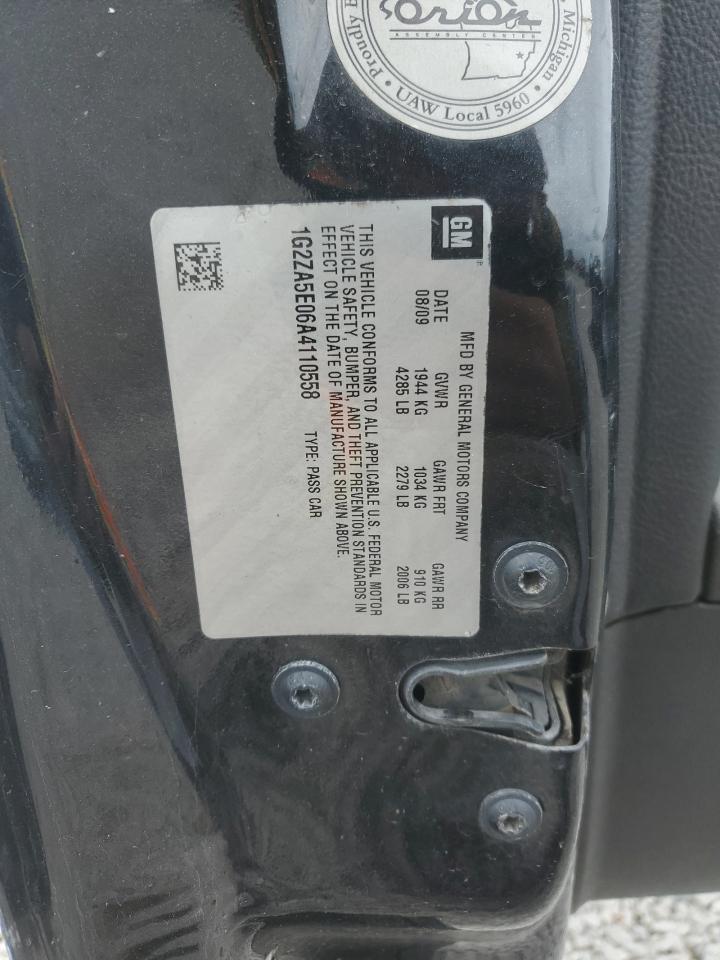 Orion
ASSEMBLY CENTER
Proudly
UAW Local 5960
Michigan
GM
MFD BY GENERAL MOTORS COMPANY
DATE GVWR GAWR FRT GAWR RR
08/09 1944 KG 1034 KG 910 KG
4285 LB 2279 LB 2006 LB
THIS VEHICLE CONFORMS TO ALL APPLICABLE U.S. FEDERAL MOTOR
VEHICLE SAFETY, BUMPER, AND THEFT PREVENTION STANDARDS IN
EFFECT ON THE DATE OF MANUFACTURE SHOWN ABOVE.
1G2ZA5E06A4110558 TYPE: PASS CAR